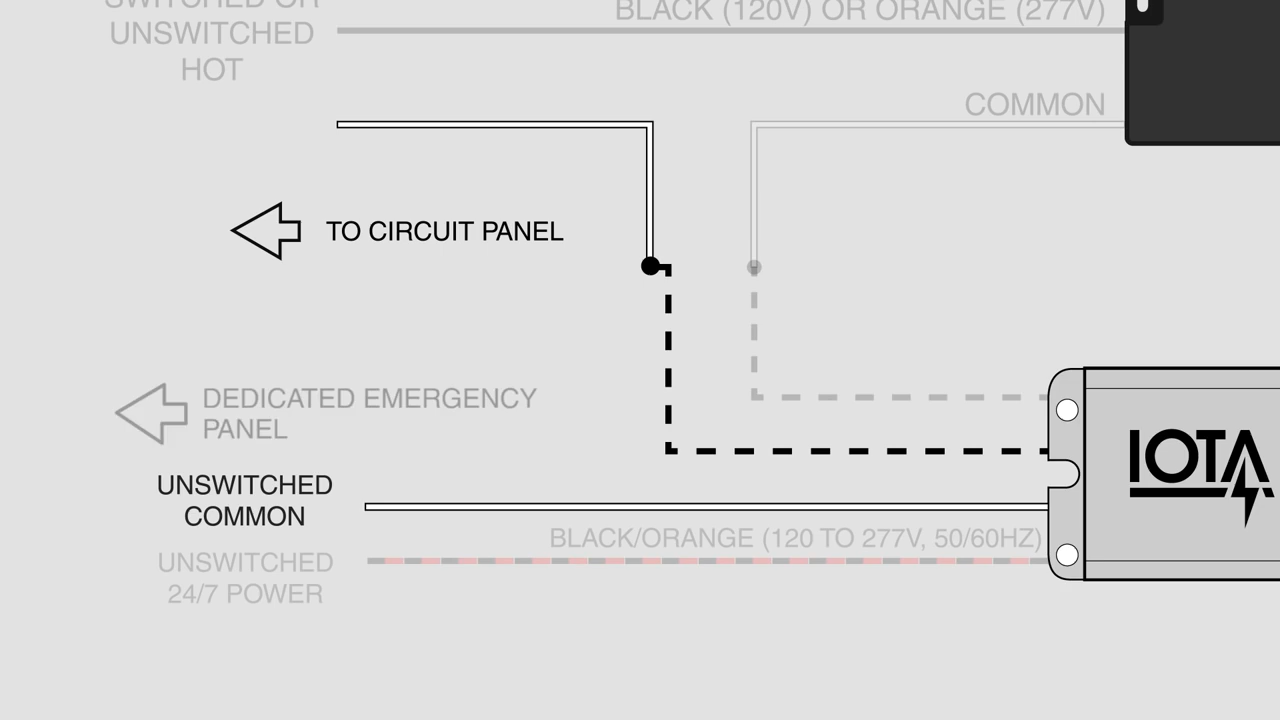 SWITCHED OR
UNSWITCHED
HOT
BLACK (120V) OR ORANGE (277V)
COMMON
TO CIRCUIT PANEL
DEDICATED EMERGENCY
PANEL
UNSWITCHED
COMMON
BLACK/ORANGE (120 TO 277V, 50/60HZ)
UNSWITCHED
24/7 POWER
IOTA